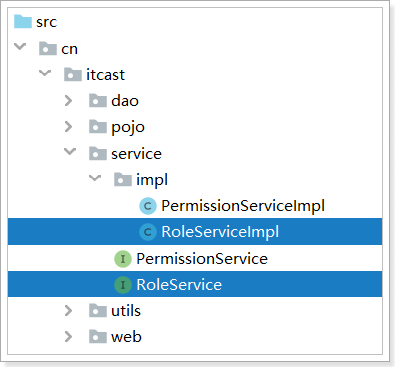 src
cn
itcast
dao
pojo
service
impl
C PermissionServiceImpl
C RoleServiceImpl
I PermissionService
I RoleService
utils
web